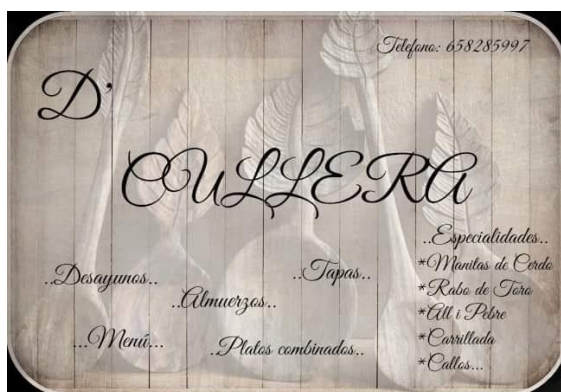 Telefono: 658285997
D'
CULLERA
..Especialidades..
*Manitas de Cerdo
*Rabo de Toro
*All i Pebre
*Carrillada
*Callos...
..Desayunos..
..Almuerzos..
..Tapas..
...Menú...
..Platos combinados..